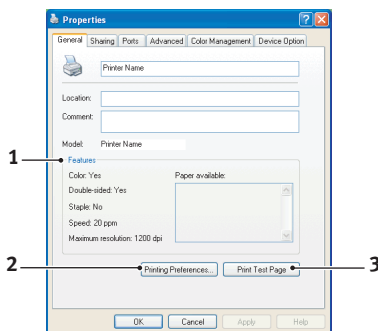 Properties
General Sharing Ports Advanced Color Management Device Option
Printer Name
Location:
Comment:
Model: Printer Name
1
Features
Color: Yes Paper available:
Double-sided: Yes
Staple: No
Speed: 20 ppm
Maximum resolution: 1200 dpi
2 Printing Preferences... Print Test Page 3
OK Cancel Apply Help